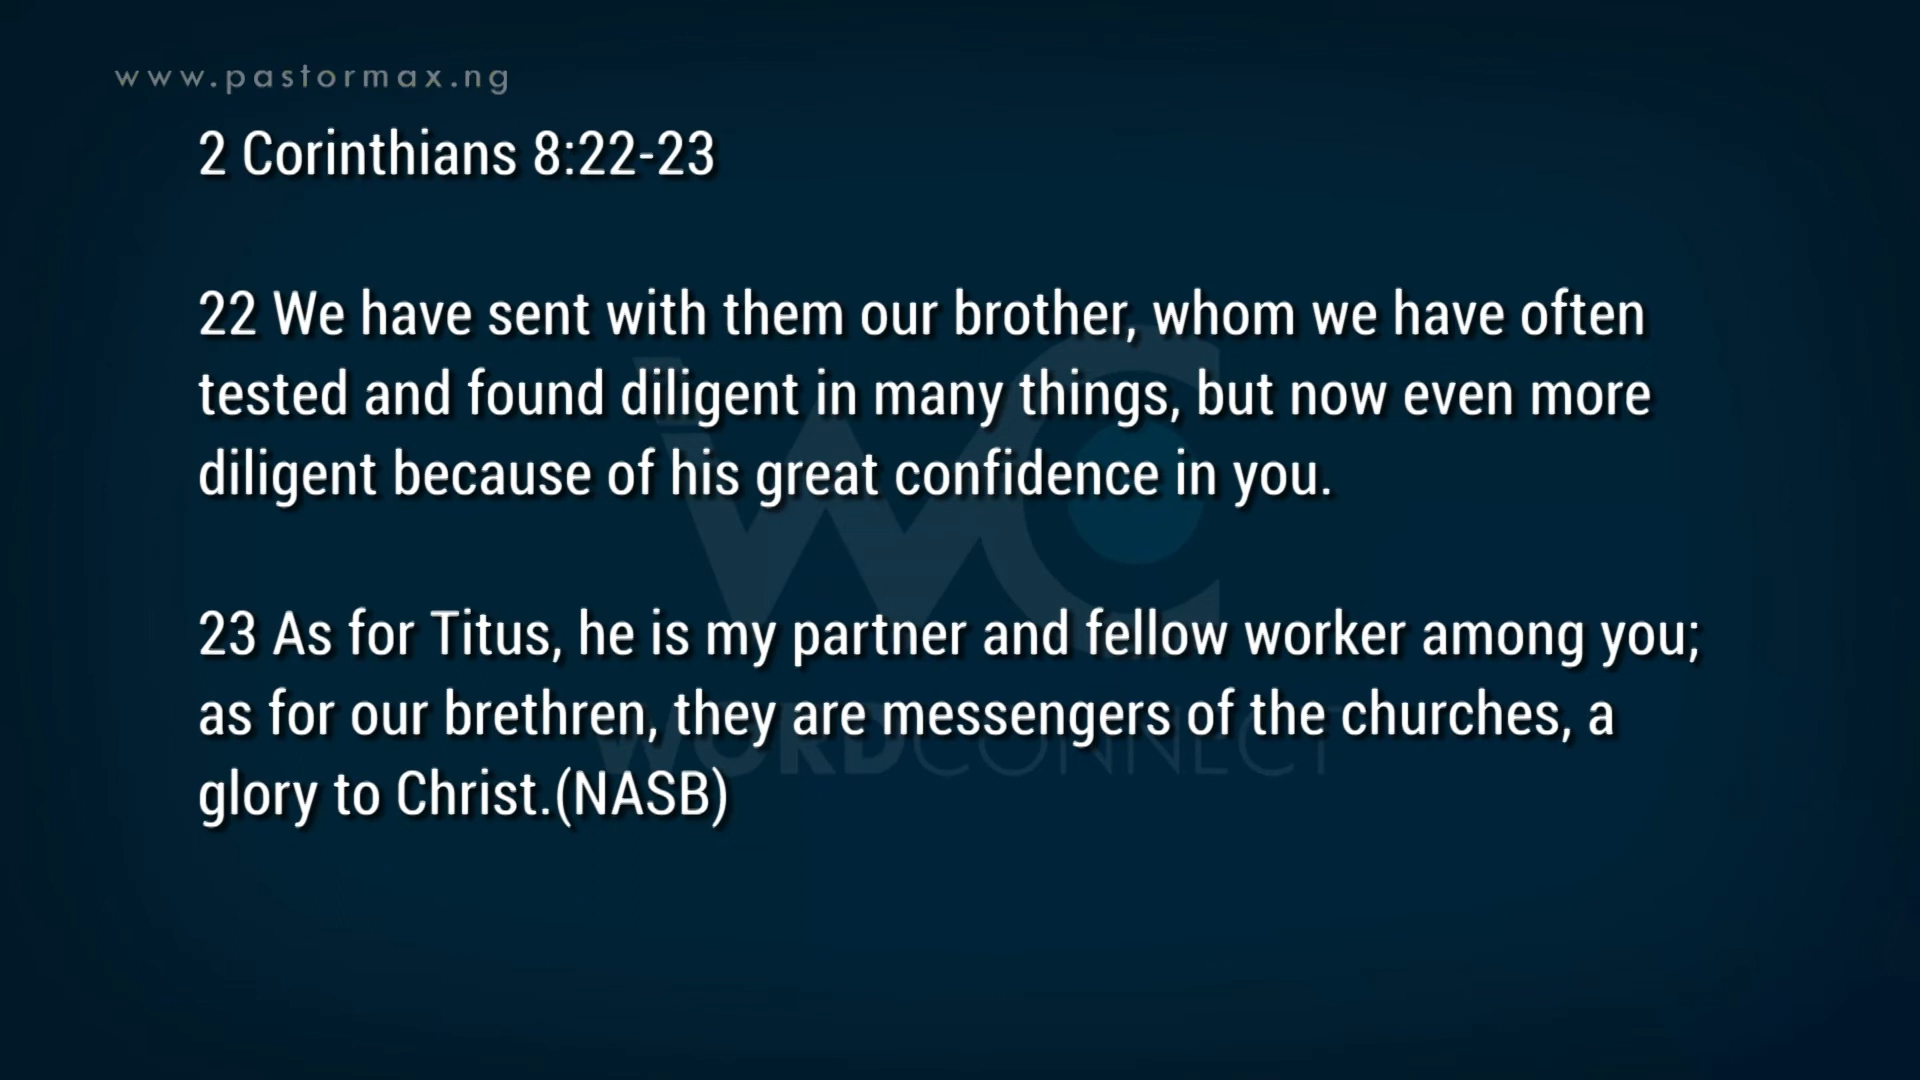 www.pastormax.ng
2 Corinthians 8:22-23
22 We have sent with them our brother, whom we have often
tested and found diligent in many things, but now even more
diligent because of his great confidence in you.
23 As for Titus, he is my partner and fellow worker among you;
as for our brethren, they are messengers of the churches, a
glory to Christ.(NASB)
WC
WORDCONNECT